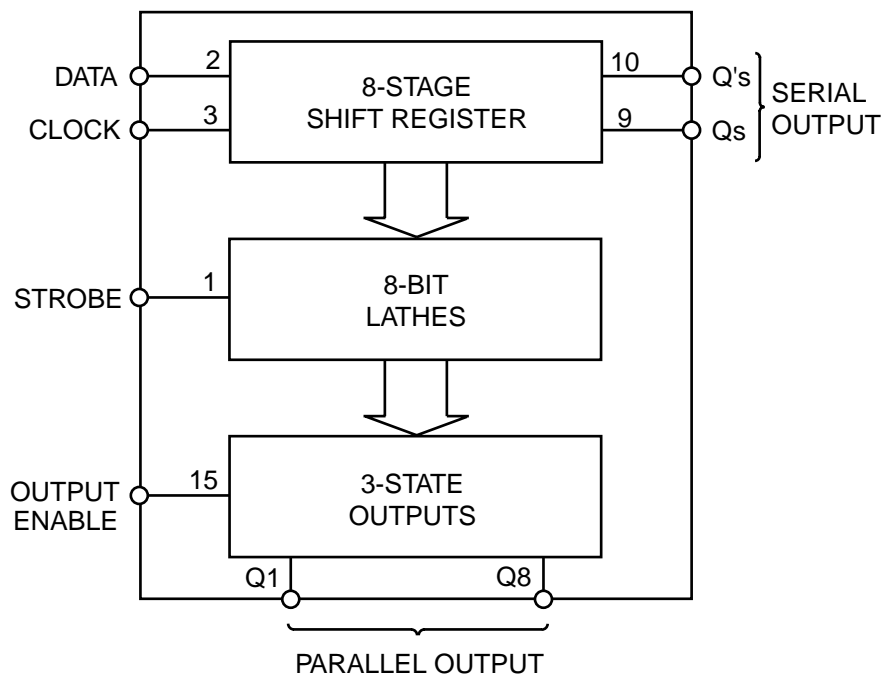 DATA
2
8-STAGE
SHIFT REGISTER
10
Q's
CLOCK
3
9
Qs
SERIAL
OUTPUT
STROBE
1
8-BIT
LATHES
OUTPUT
ENABLE
15
3-STATE
OUTPUTS
Q1
Q8
PARALLEL OUTPUT